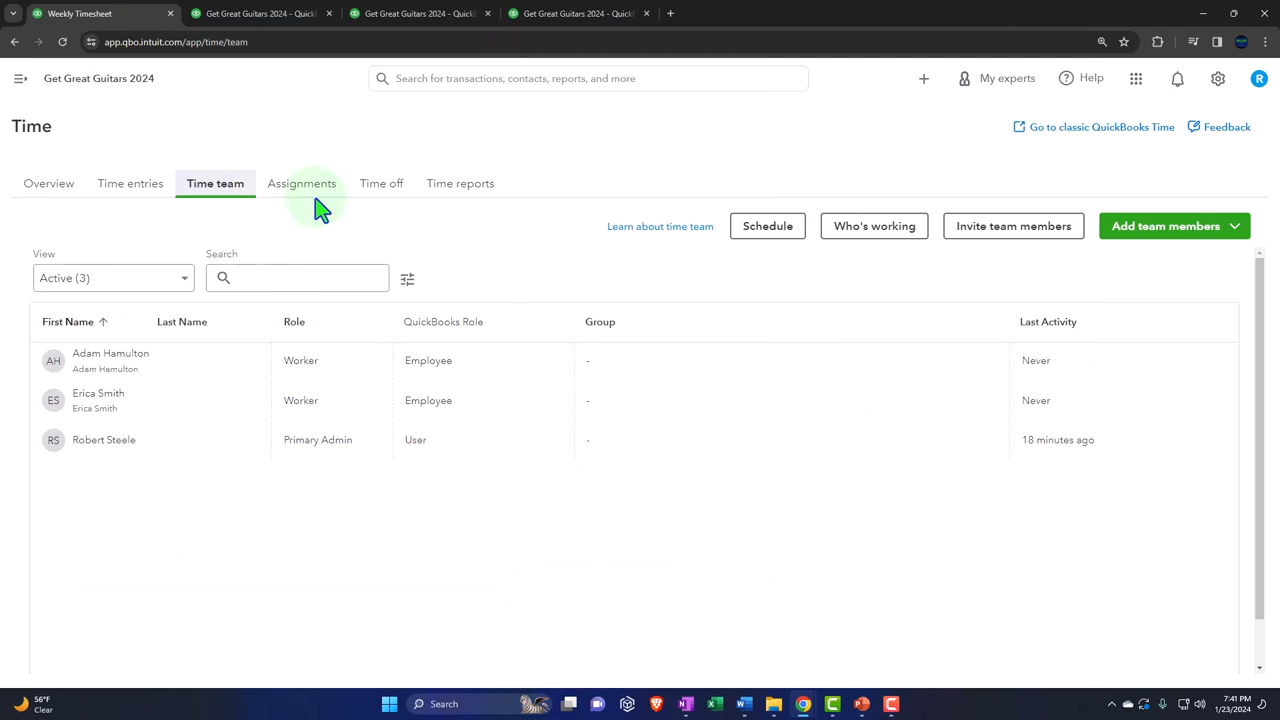 Weekly Timesheet
Get Great Guitars 2024 - Quick
Get Great Guitars 2024 - Quick
Get Great Guitars 2024 - Quick
app.qbo.intuit.com/app/time/team
Get Great Guitars 2024
Search for transactions, contacts, reports, and more
My experts
Help
R
Time
Go to classic QuickBooks Time
Feedback
Overview
Time entries
Time team
Assignments
Time off
Time reports
Learn about time team
Schedule
Who's working
Invite team members
Add team members
View
Search
Active (3)
First Name
Last Name
Role
QuickBooks Role
Group
Last Activity
AH
Adam Hamulton
Adam Hamulton
Worker
Employee
-
Never
ES
Erica Smith
Erica Smith
Worker
Employee
-
Never
RS
Robert Steele
Primary Admin
User
-
18 minutes ago
56°F
Clear
Search
7:41 PM
1/23/2024